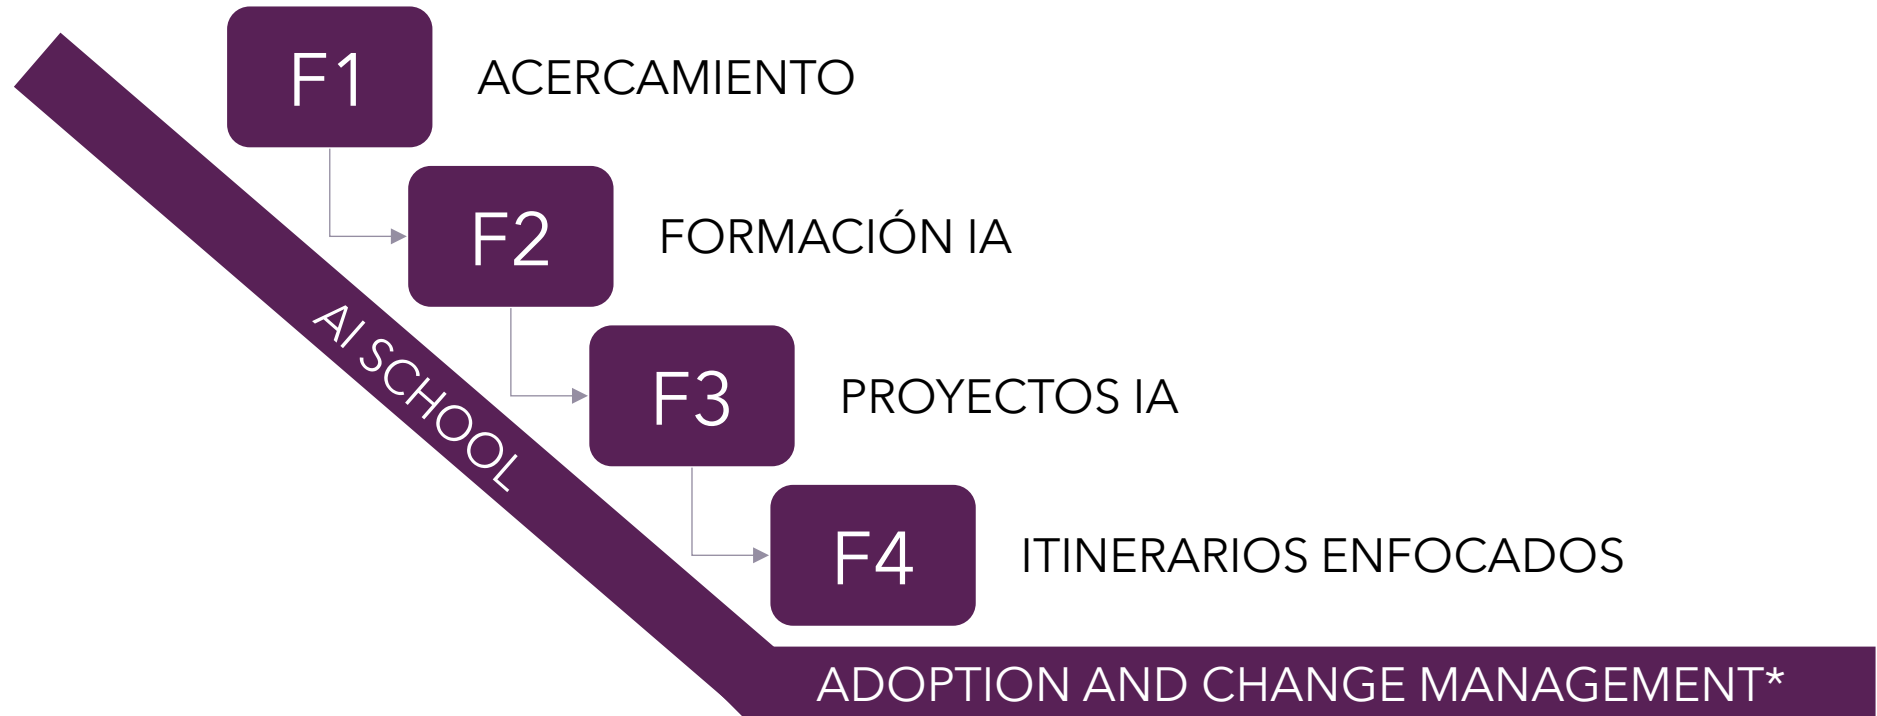 F1
ACERCAMIENTO
F2
FORMACIÓN IA
F3
PROYECTOS IA
F4
ITINERARIOS ENFOCADOS
AI SCHOOL
ADOPTION AND CHANGE MANAGEMENT*